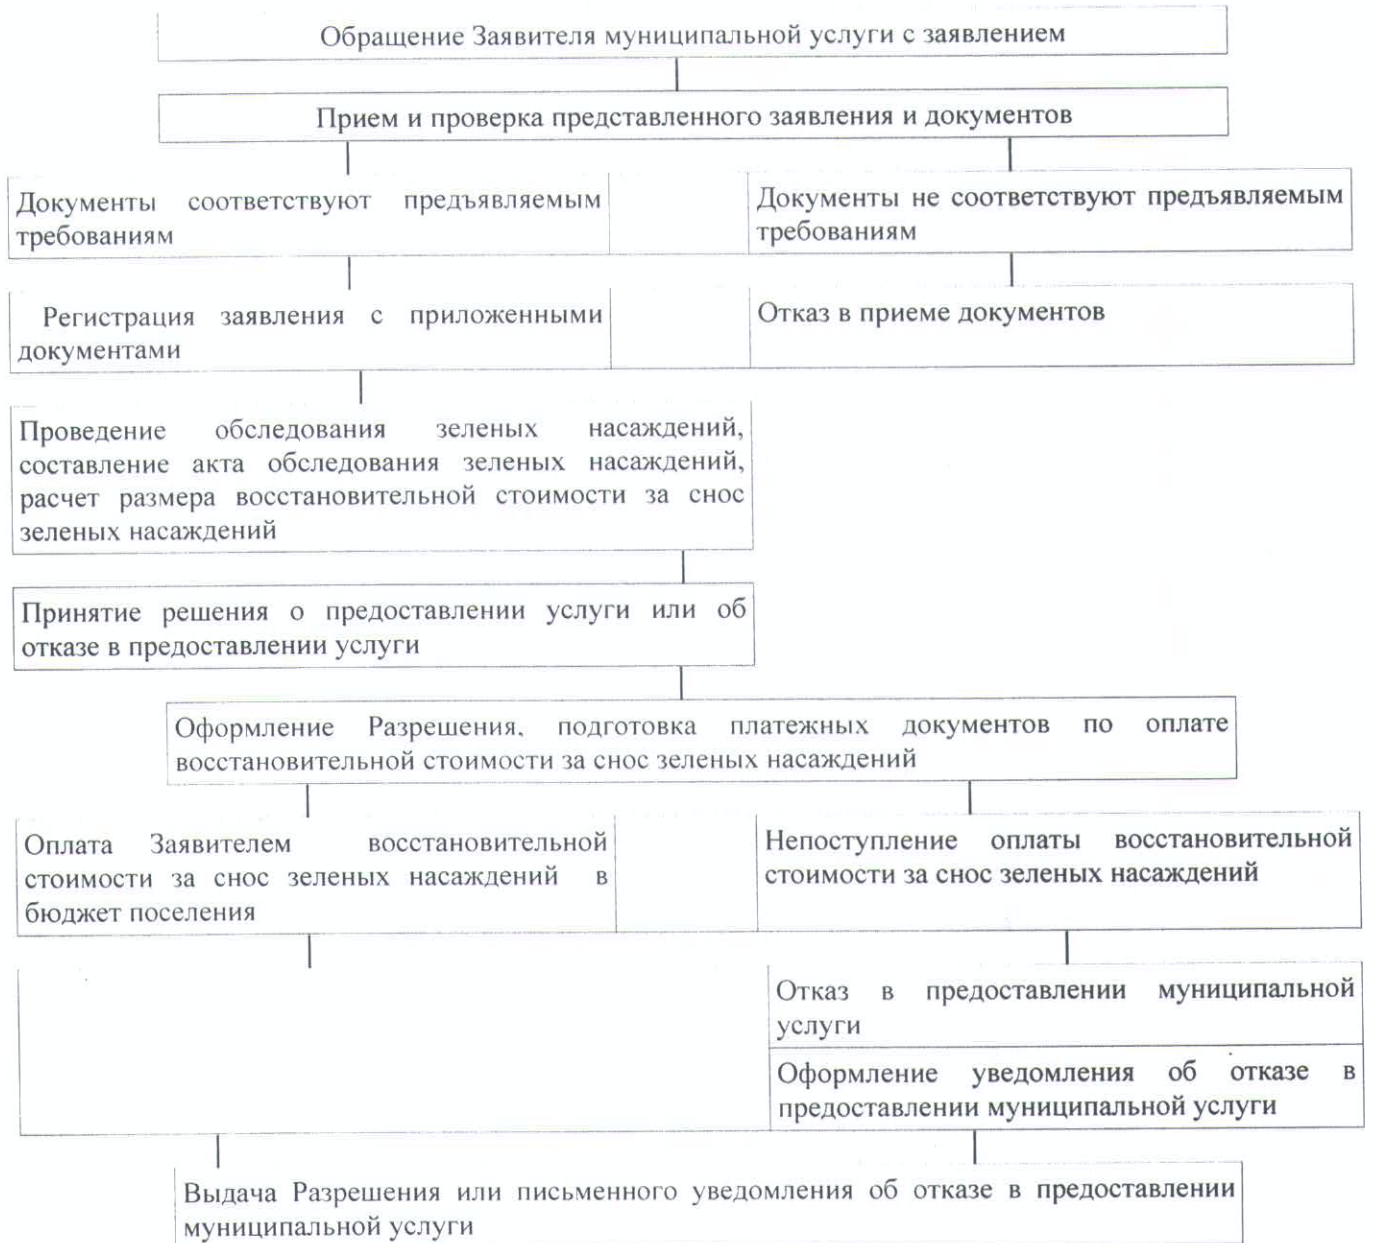 Обращение Заявителя муниципальной услуги с заявлением
Прием и проверка представленного заявления и документов
Документы соответствуют предъявляемым
требованиям
Документы не соответствуют предъявляемым
требованиям
Регистрация заявления с приложенными
документами
Отказ в приеме документов
Проведение обследования зеленых насаждений,
составление акта обследования зеленых насаждений,
расчет размера восстановительной стоимости за снос
зеленых насаждений
Принятие решения о предоставлении услуги или об
отказе в предоставлении услуги
Оформление Разрешения, подготовка платежных документов по оплате
восстановительной стоимости за снос зеленых насаждений
Оплата Заявителем восстановительной
стоимости за снос зеленых насаждений в
бюджет поселения
Непоступление оплаты восстановительной
стоимости за снос зеленых насаждений
Отказ в предоставлении муниципальной
услуги
Оформление уведомления об отказе в
предоставлении муниципальной услуги
Выдача Разрешения или письменного уведомления об отказе в предоставлении
муниципальной услуги